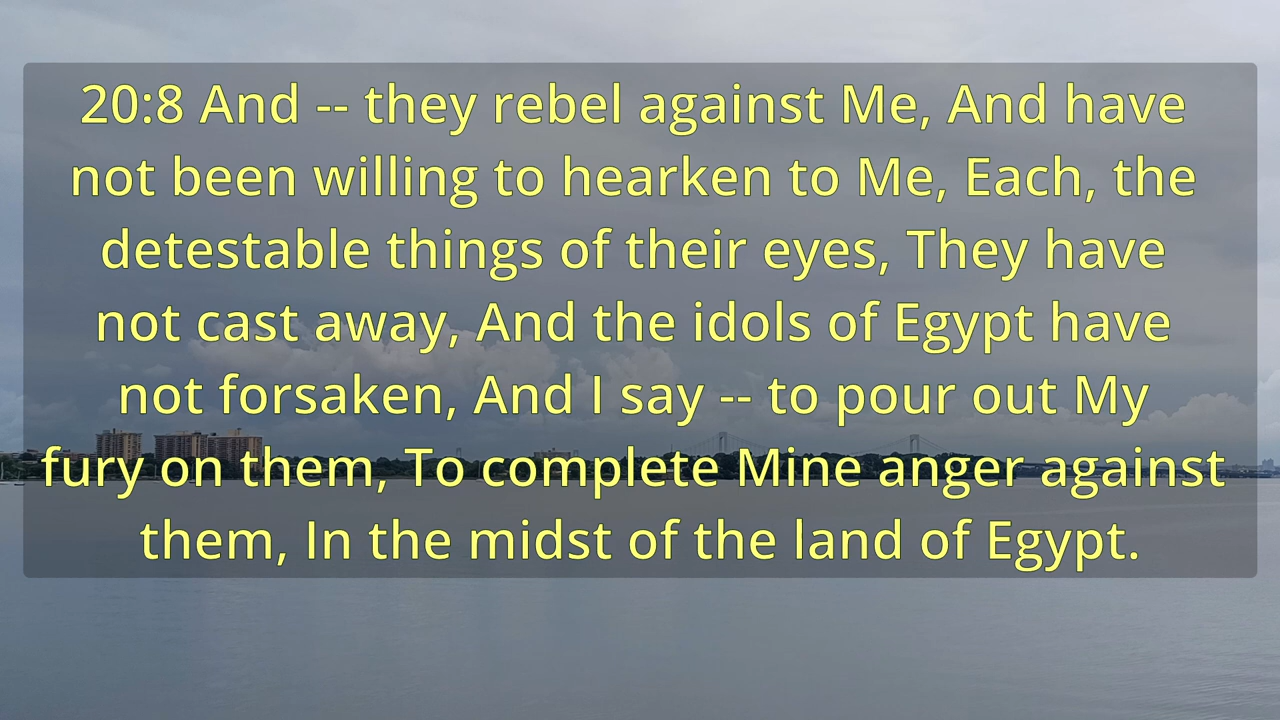 20:8 And -- they rebel against Me, And have
not been willing to hearken to Me, Each, the
detestable things of their eyes, They have
not cast away, And the idols of Egypt have
not forsaken, And I say -- to pour out My
fury on them, To complete Mine anger against
them, In the midst of the land of Egypt.